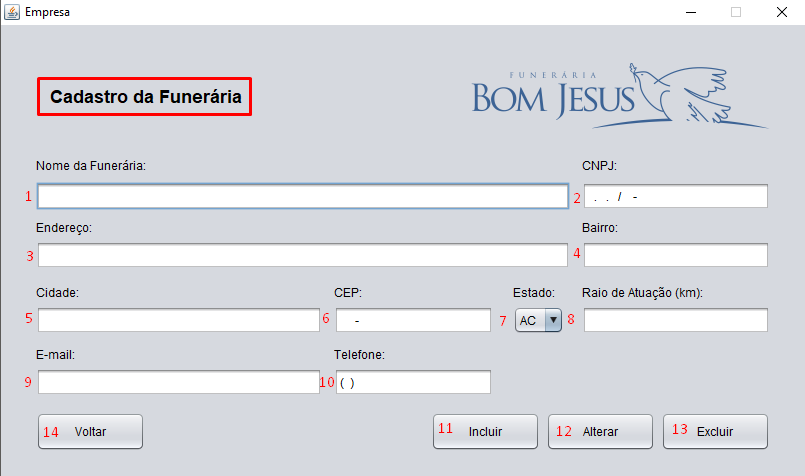 Empresa
FUNERÁRIA
Cadastro da Funerária
BOM JESUS
Nome da Funerária: CNPJ:
1 2 . . / -
Endereço: Bairro:
3 4
Cidade: CEP: Estado: Raio de Atuação (km):
5 6 - 7 AC 8
E-mail: Telefone:
9 10 ( )
14 Voltar 11 Incluir 12 Alterar 13 Excluir